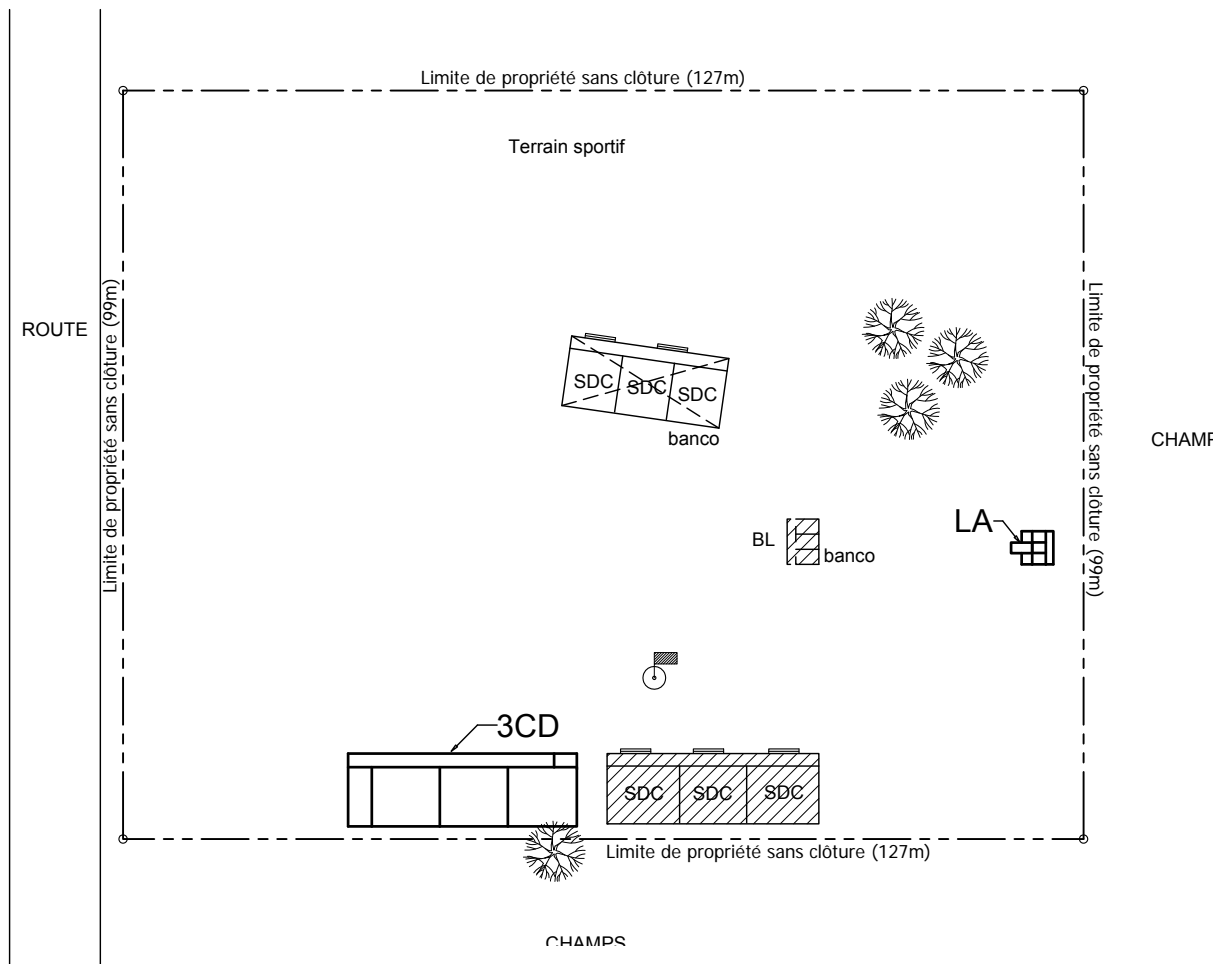 Limite de propriété sans clôture (127m)
Terrain sportif
ROUTE
Limite de propriété sans clôture (99m)
SDC
SDC
SDC
banco
Limite de propriété sans clôture (99m)
CHAMP
LA
BL
banco
3CD
SDC
SDC
SDC
Limite de propriété sans clôture (127m)
CHAMPS